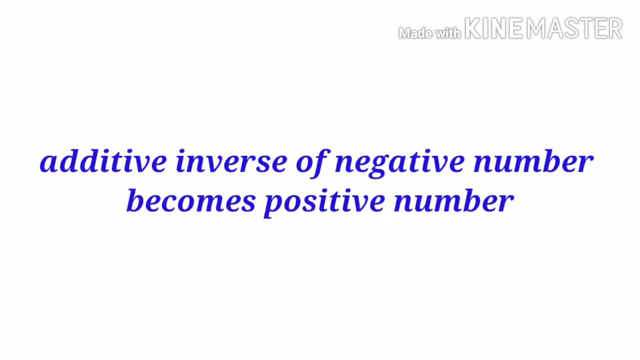 Made with KINEMASTER
additive inverse of negative number
becomes positive number